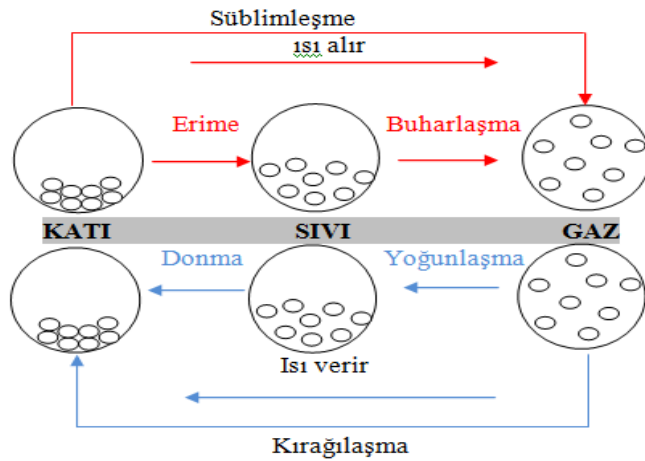 Süblimleşme
ısı alır
Erime Buharlaşma
KATI SIVI GAZ
Donma Yoğunlaşma
Isı verir
Kırağılaşma